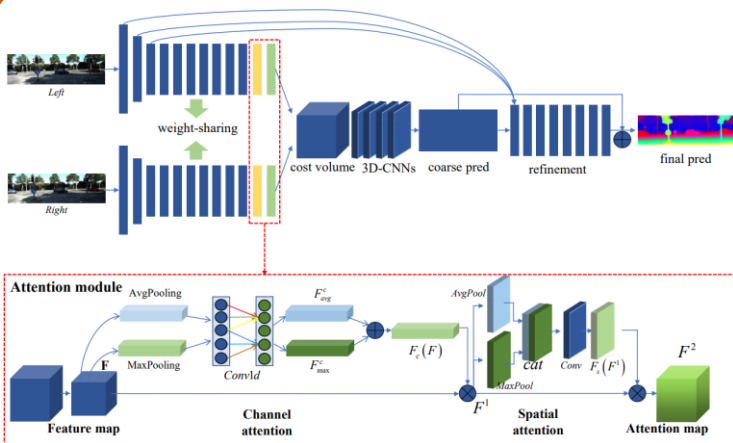 Left
weight-sharing
Right
cost volume
3D-CNNs
coarse pred
refinement
final pred
Attention module
AvgPooling
F
MaxPooling
Feature map
Conv1d
F^c_avg
F^c_max
F_c(F)
Channel
attention
F^1
AvgPool
MaxPool
cat
Conv
F_s(F^1)
Spatial
attention
F^2
Attention map